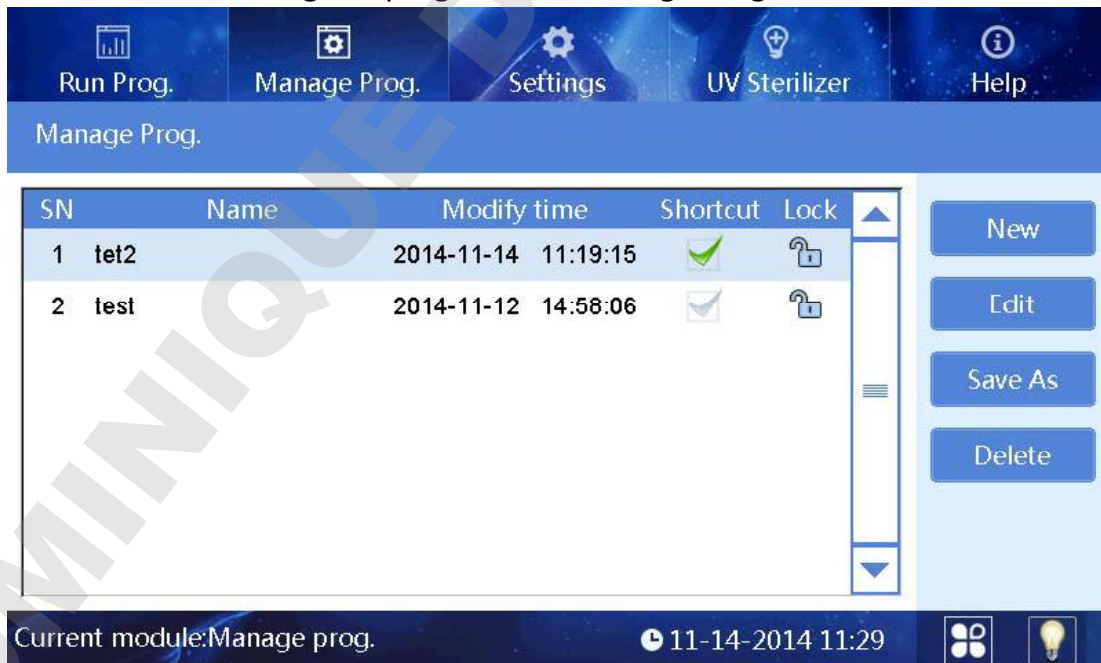 Run Prog. Manage Prog. Settings UV Sterilizer Help
Manage Prog.
SN Name Modify time Shortcut Lock
1 tet2 2014-11-14 11:19:15
2 test 2014-11-12 14:58:06
New
Edit
Save As
Delete
Current module:Manage prog. 11-14-2014 11:29